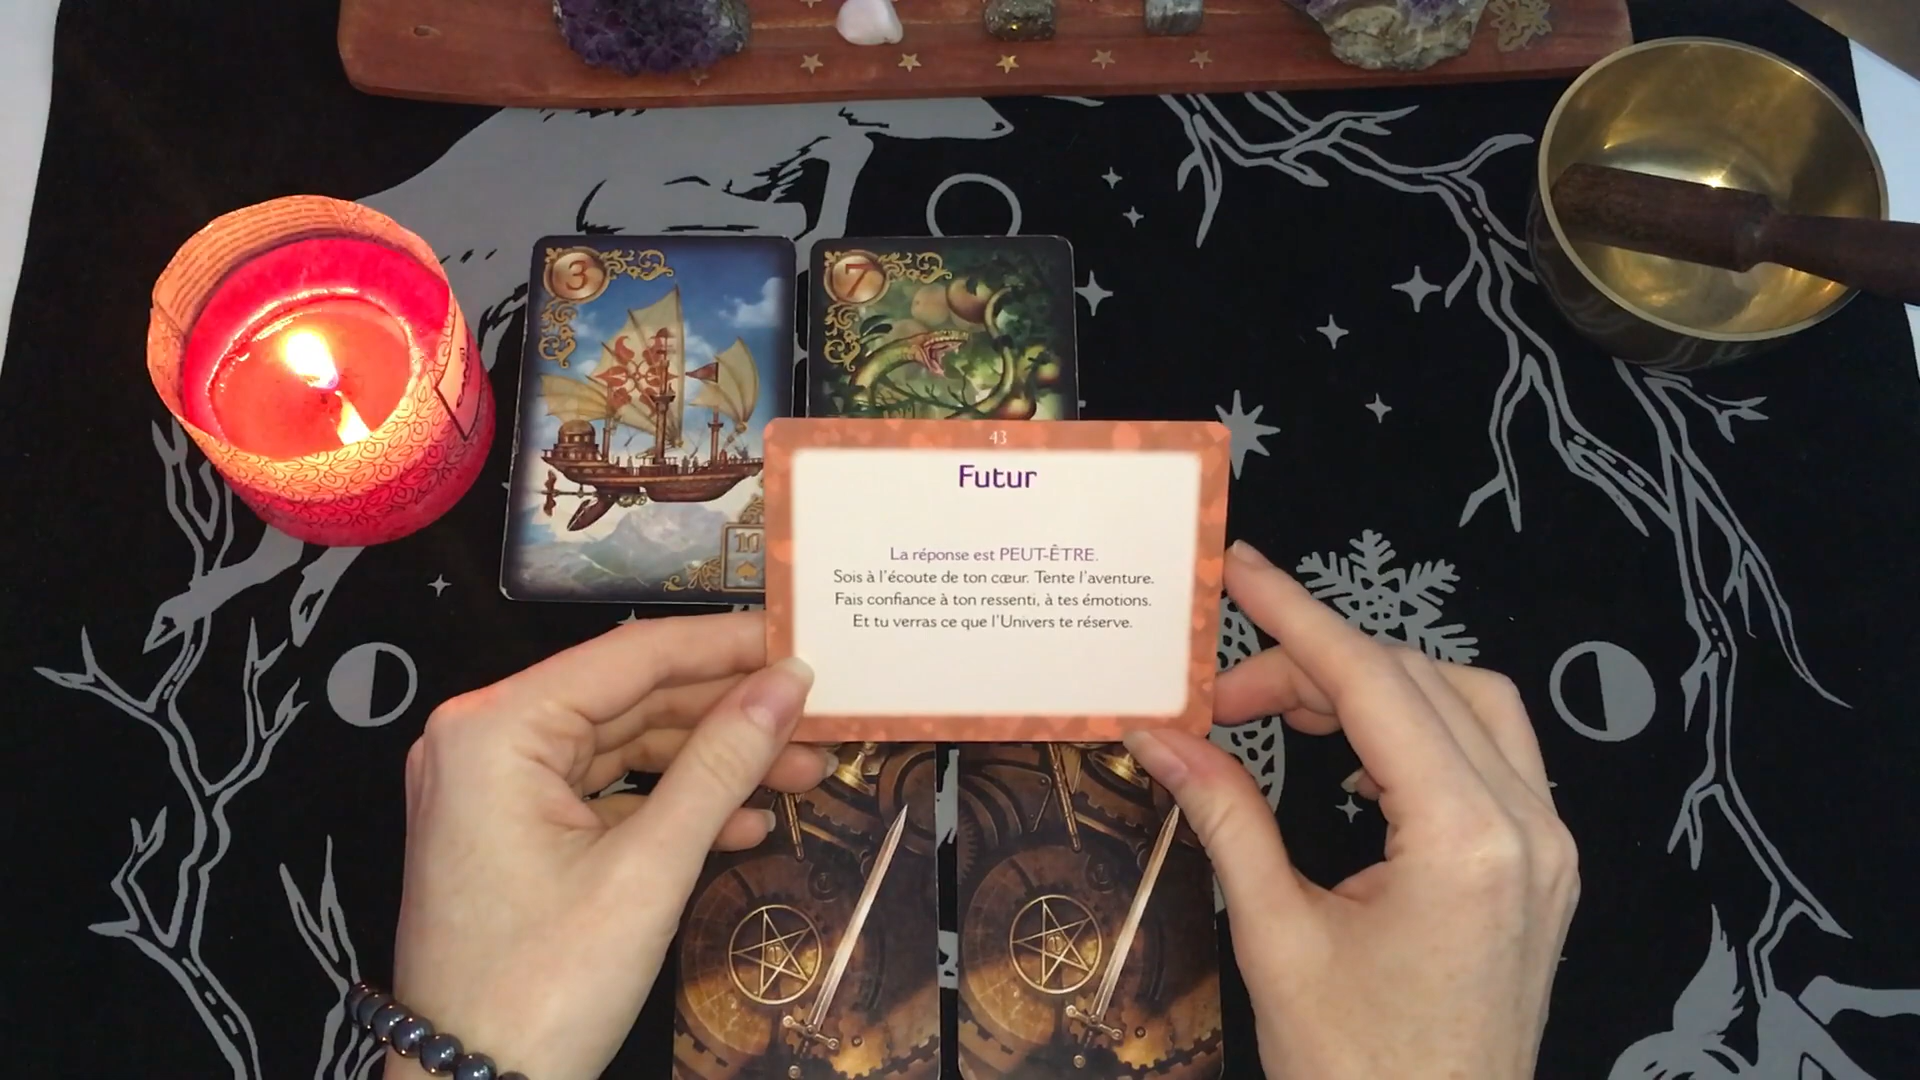 3
7
10
43
Futur
La réponse est PEUT-ÊTRE.
Sois à l'écoute de ton cœur. Tente l'aventure.
Fais confiance à ton ressenti, à tes émotions.
Et tu verras ce que l'Univers te réserve.